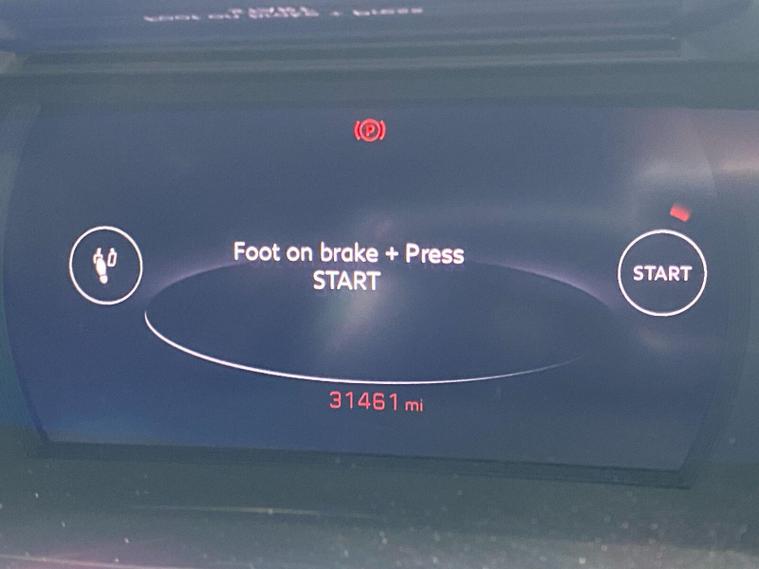 P
Foot on brake + Press
START
START
31461 mi